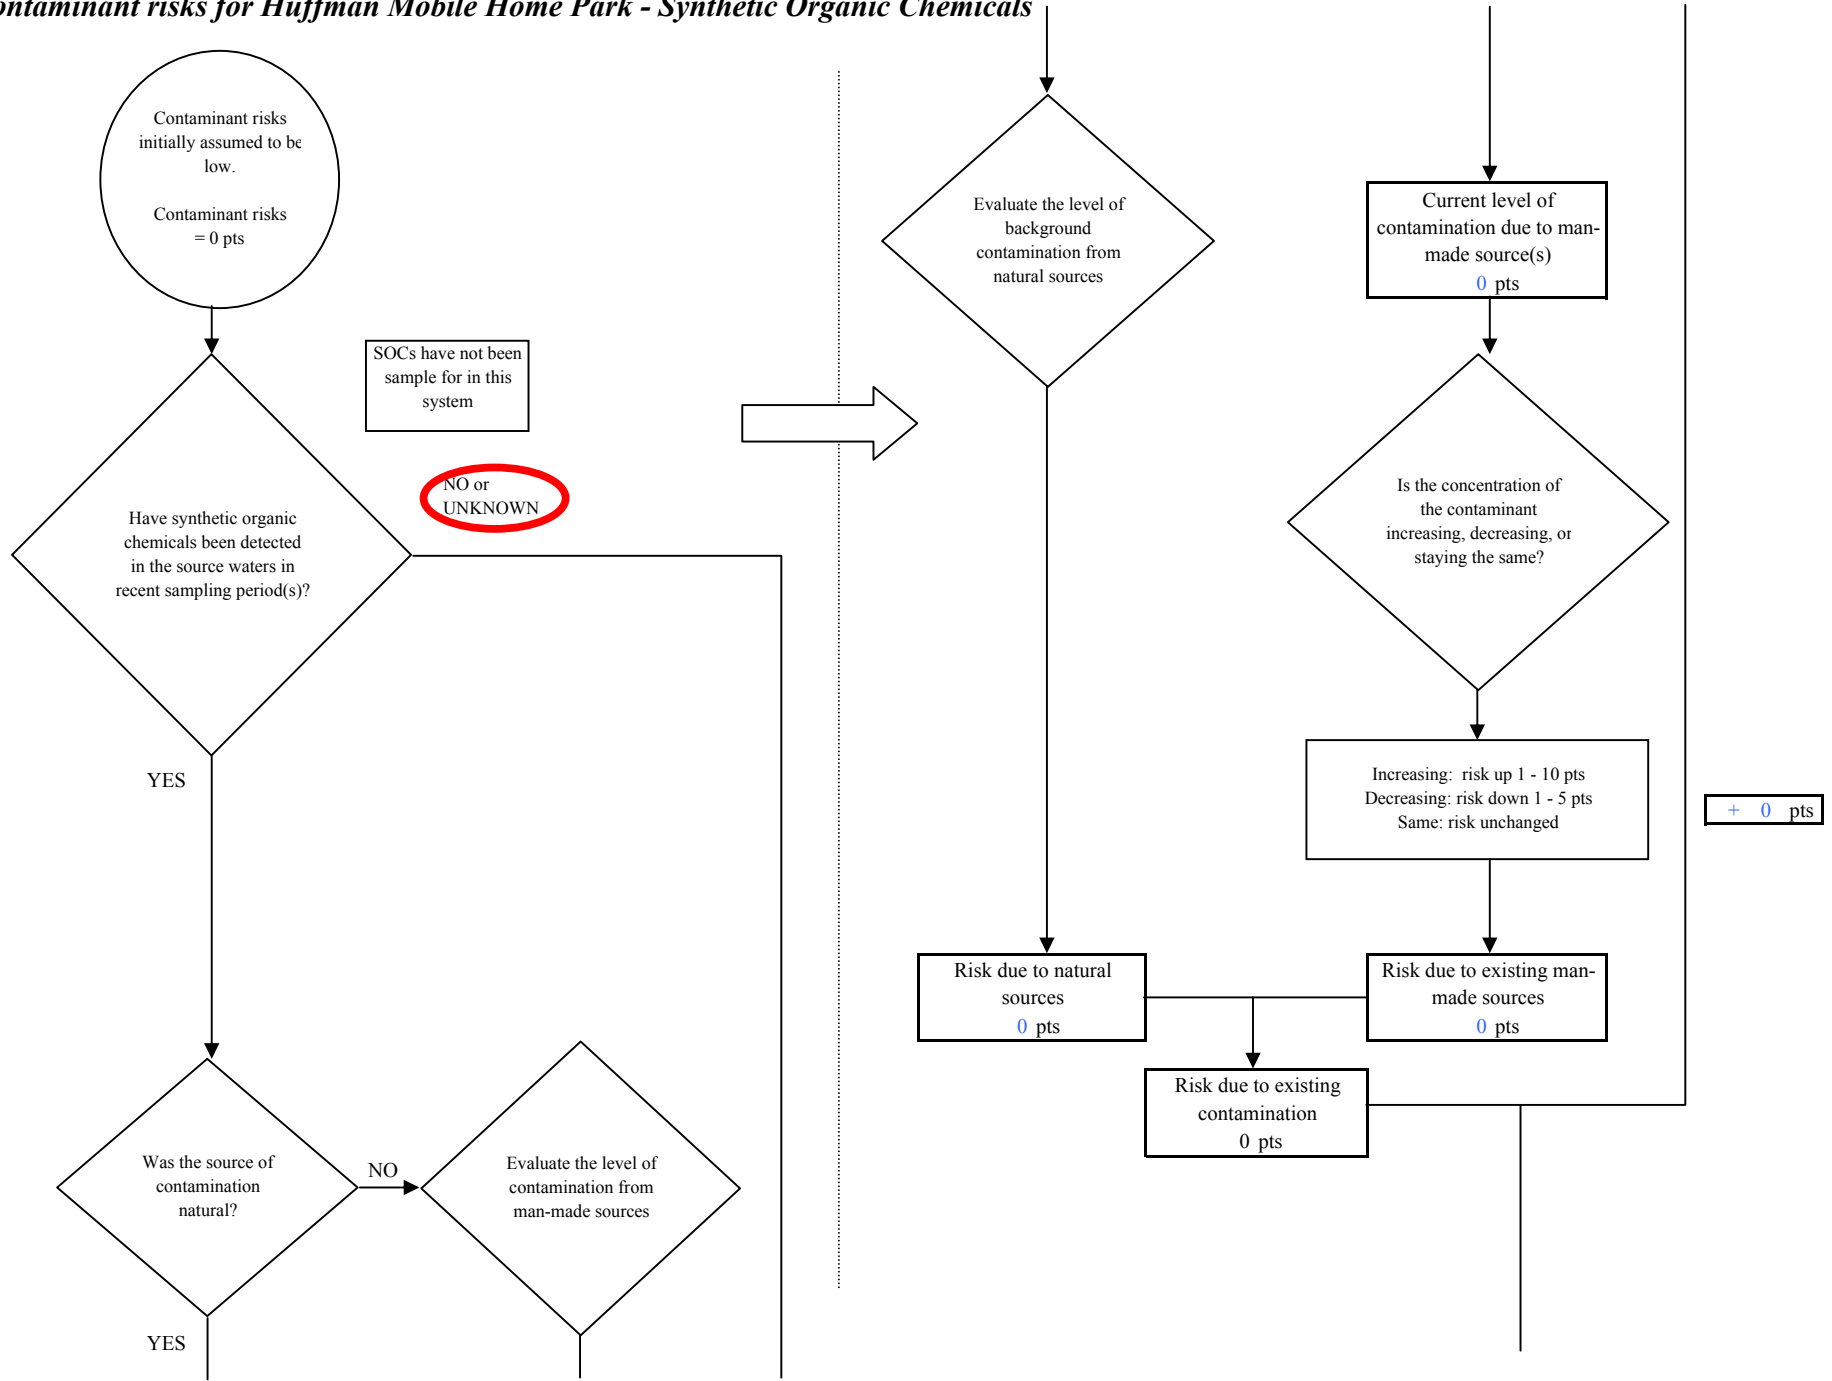 ontaminant risks for Huffman Mobile Home Park - Synthetic Organic Chemicals
Contaminant risks
initially assumed to be
low.
Contaminant risks
= 0 pts
SOCs have not been
sample for in this
system
NO or
UNKNOWN
Have synthetic organic
chemicals been detected
in the source waters in
recent sampling period(s)?
YES
Was the source of
contamination
natural?
NO
Evaluate the level of
contamination from
man-made sources
YES
Evaluate the level of
background
contamination from
natural sources
Current level of
contamination due to man-
made source(s)
0 pts
Is the concentration of
the contaminant
increasing, decreasing, or
staying the same?
Increasing: risk up 1 - 10 pts
Decreasing: risk down 1 - 5 pts
Same: risk unchanged
+ 0 pts
Risk due to natural
sources
0 pts
Risk due to existing man-
made sources
0 pts
Risk due to existing
contamination
0 pts